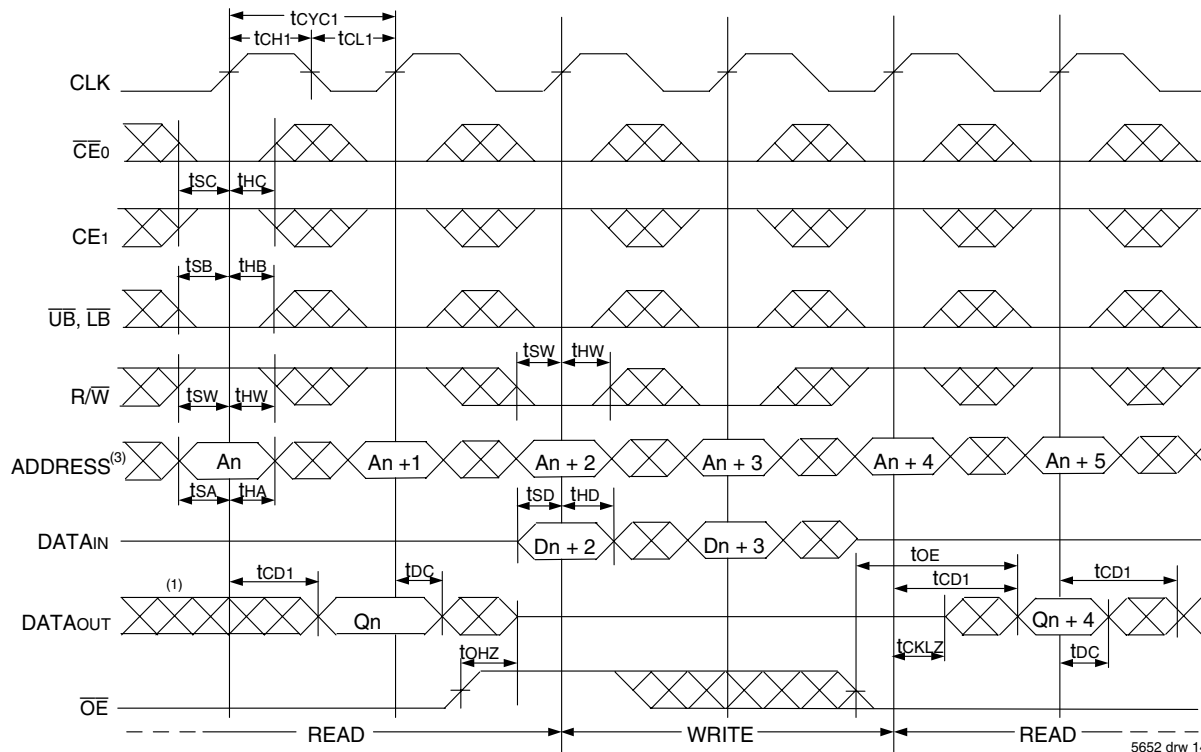 tCYC1
tCH1 tCL1
CLK
CE0
tSC tHC
CE1
tSB tHB
UB, LB
tSW tHW
R/W
tSW tHW
ADDRESS(3) An An + 1 An + 2 An + 3 An + 4 An + 5
tSA tHA tSD tHD
DATAIN Dn + 2 Dn + 3
tOE
(1) tCD1 tDC tCD1 tCD1
DATAOUT Qn Qn + 4
tOHZ tCKLZ tDC
OE
READ WRITE READ